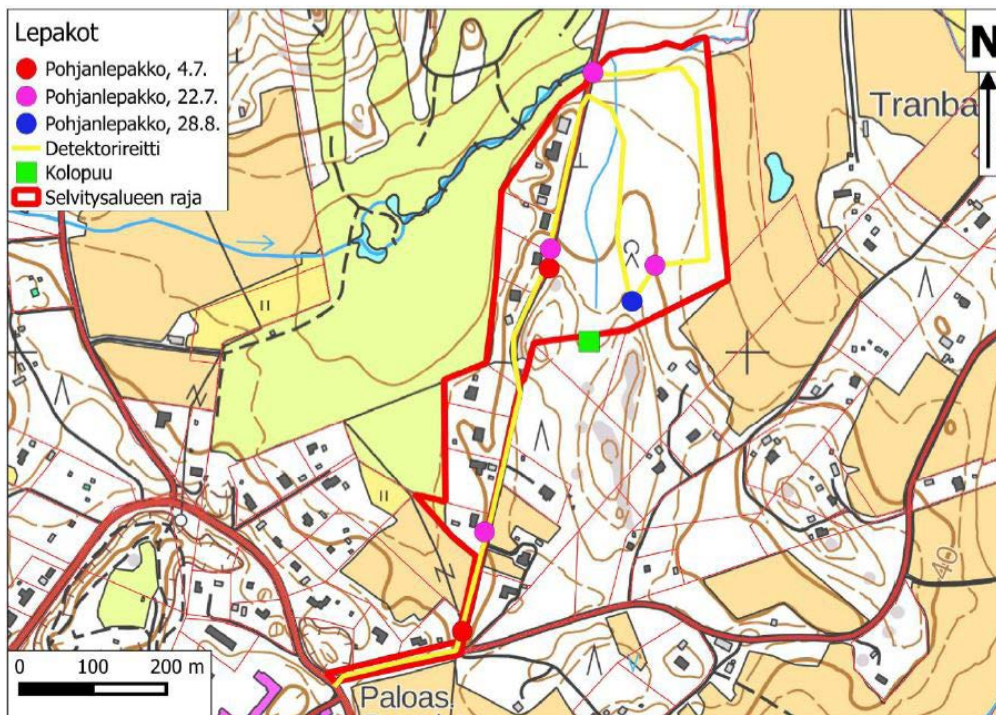 Lepakot
Pohjanlepakko, 4.7.
Pohjanlepakko, 22.7.
Pohjanlepakko, 28.8.
Detektorireitti
Kolopuu
Selvitysalueen raja
N
Tranba
40
0 100 200 m
Paloas.